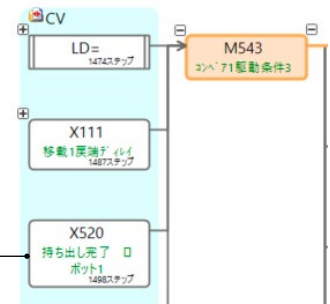 CV
LD=
1474ステップ
M543
コンベア1駆動条件3
X111
移載1戻端ディレイ
1487ステップ
X520
持ち出し完了 ロ
ボット1
1498ステップ